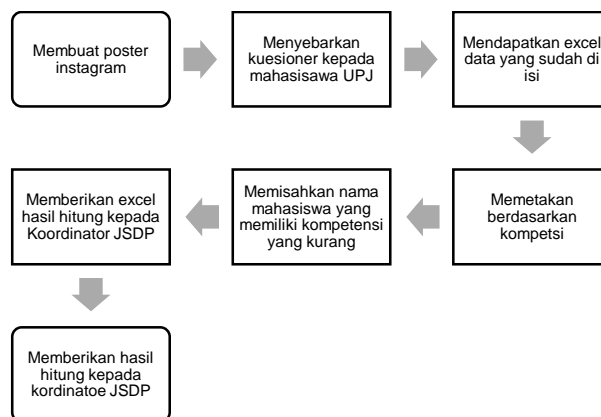 Membuat poster
instagram
Menyebarkan
kuesioner kepada
mahasisawa UPJ
Mendapatkan excel
data yang sudah di
isi
Memetakan
berdasarkan
kompetsi
Memisahkan nama
mahasiswa yang
memiliki kompetensi
yang kurang
Memberikan excel
hasil hitung kepada
Koordinator JSDP
Memberikan hasil
hitung kepada
kordinatoe JSDP